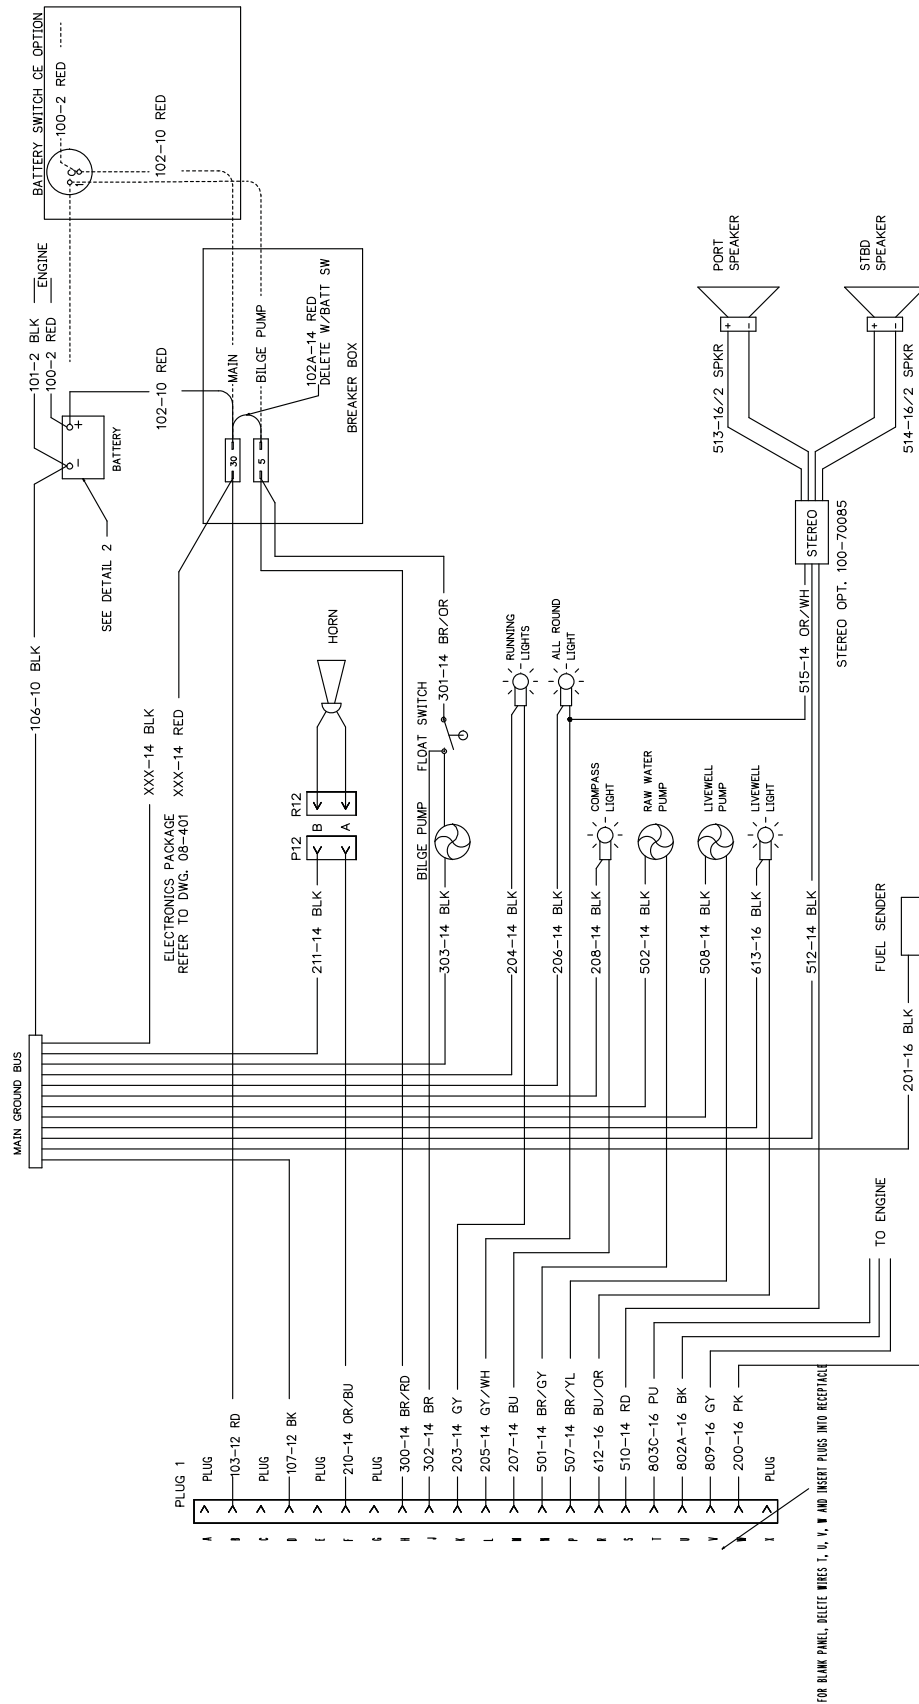 BATTERY SWITCH CE OPTION
100-2 RED
102-10 RED
1
ENGINE
101-2 BLK
100-2 RED
BATTERY
- +
SEE DETAIL 2
102-10 RED
MAIN
BILGE PUMP
102A-14 RED
DELETE W/BATT SW
30
5
BREAKER BOX
106-10 BLK
MAIN GROUND BUS
XXX-14 BLK
ELECTRONICS PACKAGE
REFER TO DWG. 08-401
XXX-14 RED
HORN
R12
P12
B
A
211-14 BLK
FLOAT SWITCH
301-14 BR/OR
BILGE PUMP
303-14 BLK
RUNNING
LIGHTS
204-14 BLK
ALL ROUND
LIGHT
206-14 BLK
COMPASS
LIGHT
208-14 BLK
RAW WATER
PUMP
502-14 BLK
LIVEWELL
PUMP
508-14 BLK
LIVEWELL
LIGHT
613-16 BLK
512-14 BLK
515-14 OR/WH
STEREO
STEREO OPT. 100-70085
PORT
SPEAKER
+ -
513-16/2 SPKR
STBD
SPEAKER
+ -
514-16/2 SPKR
FUEL SENDER
201-16 BLK
TO ENGINE
PLUG 1
A PLUG
B 103-12 RD
C PLUG
D 107-12 BK
E PLUG
F 210-14 OR/BU
G PLUG
H 300-14 BR/RD
J 302-14 BR
K 203-14 GY
L 205-14 GY/WH
M 207-14 BU
N 501-14 BR/GY
P 507-14 BR/YL
R 612-16 BU/OR
S 510-14 RD
T 803C-16 PU
U 802A-16 BK
V 809-16 GY
W 200-16 PK
X PLUG
FOR BLANK PANEL, DELETE WIRES T, U, V, W AND INSERT PLUGS INTO RECEPTACLE